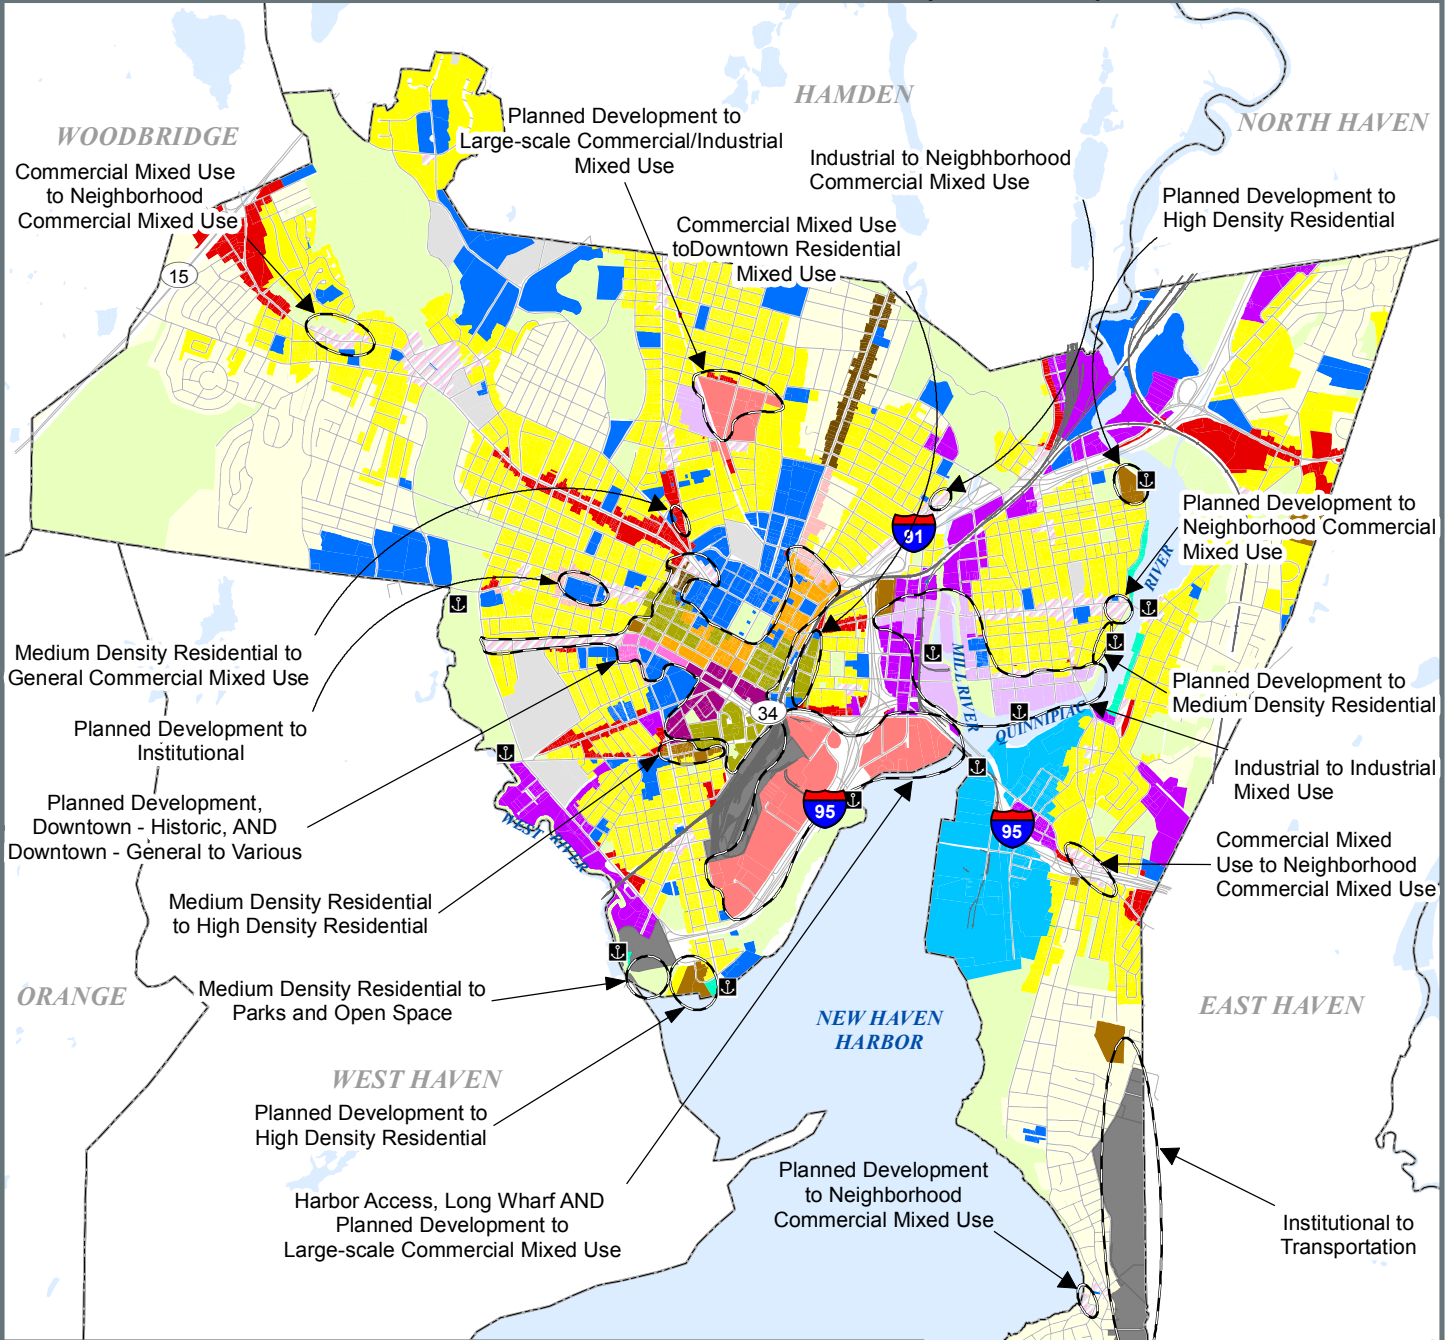 HAMDEN
NORTH HAVEN
WOODBRIDGE
Planned Development to
Large-scale Commercial/Industrial
Mixed Use
Commercial Mixed Use
to Neighborhood
Commercial Mixed Use
Industrial to Neigbhborhood
Commercial Mixed Use
Planned Development to
High Density Residential
Commercial Mixed Use
toDowntown Residential
Mixed Use
15
Planned Development to
Neighborhood Commercial
Mixed Use
91
RIVER
Medium Density Residential to
General Commercial Mixed Use
MILL RIVER
QUINNIPIAC
Planned Development to
Medium Density Residential
34
Planned Development to
Institutional
Industrial to Industrial
Mixed Use
Planned Development,
Downtown - Historic, AND
Downtown - General to Various
95
95
WEST RIVER
Commercial Mixed
Use to Neighborhood
Commercial Mixed Use
Medium Density Residential
to High Density Residential
ORANGE
Medium Density Residential to
Parks and Open Space
NEW HAVEN
HARBOR
EAST HAVEN
WEST HAVEN
Planned Development to
High Density Residential
Harbor Access, Long Wharf AND
Planned Development to
Large-scale Commercial Mixed Use
Planned Development
to Neighborhood
Commercial Mixed Use
Institutional to
Transportation